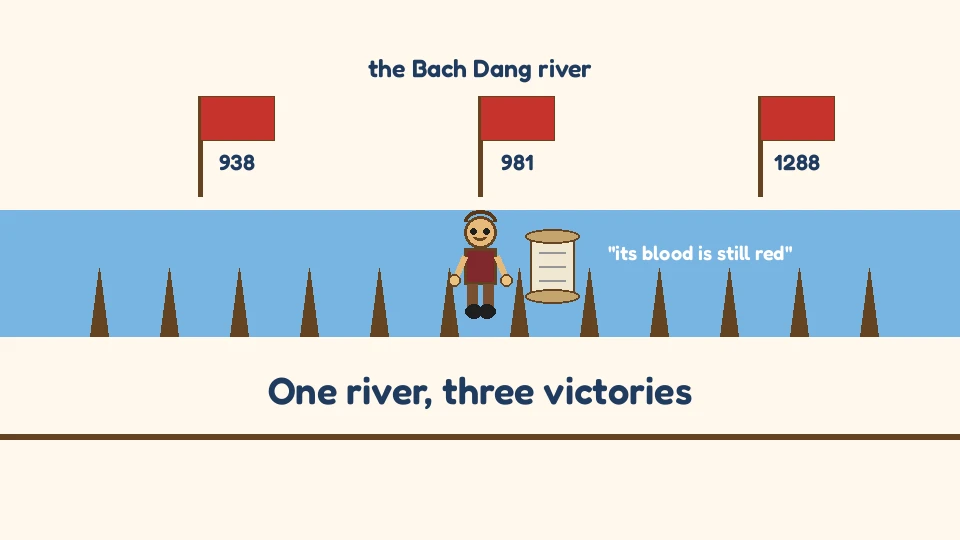 the Bach Dang river
938
981
1288
"its blood is still red"
One river, three victories